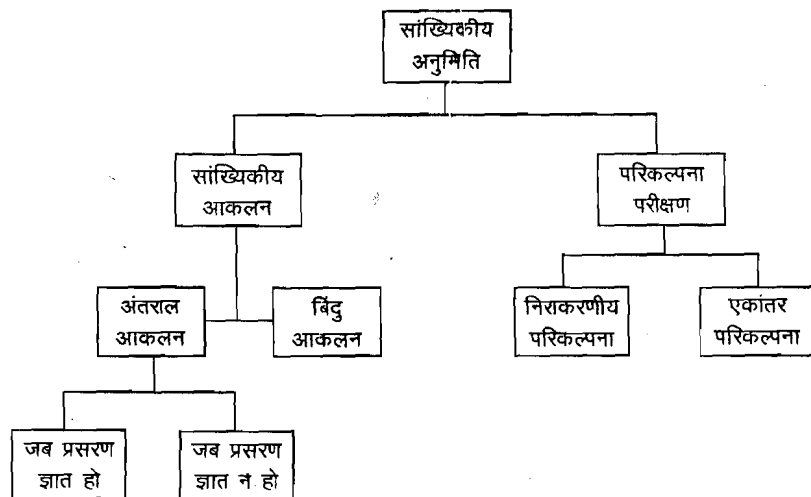 सांख्यिकीय
अनुमिति
सांख्यिकीय
आकलन
परिकल्पना
परीक्षण
अंतराल
आकलन
बिंदु
आकलन
निराकरणीय
परिकल्पना
एकांतर
परिकल्पना
जब प्रसरण
ज्ञात हो
जब प्रसरण
ज्ञात न हो